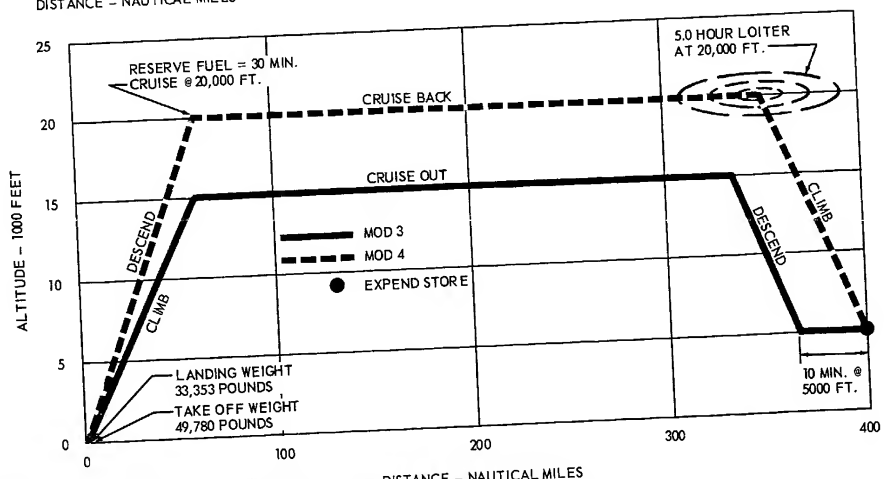 DISTANCE – NAUTICAL MILES
25
20
15
10
5
0
ALTITUDE – 1000 FEET
RESERVE FUEL = 30 MIN.
CRUISE @ 20,000 FT.
5.0 HOUR LOITER
AT 20,000 FT.
CRUISE BACK
CRUISE OUT
DESCEND
CLIMB
DESCEND
CLIMB
MOD 3
MOD 4
EXPEND STORE
LANDING WEIGHT
33,353 POUNDS
TAKE OFF WEIGHT
49,780 POUNDS
10 MIN. @
5000 FT.
0
100
200
300
400
DISTANCE – NAUTICAL MILES